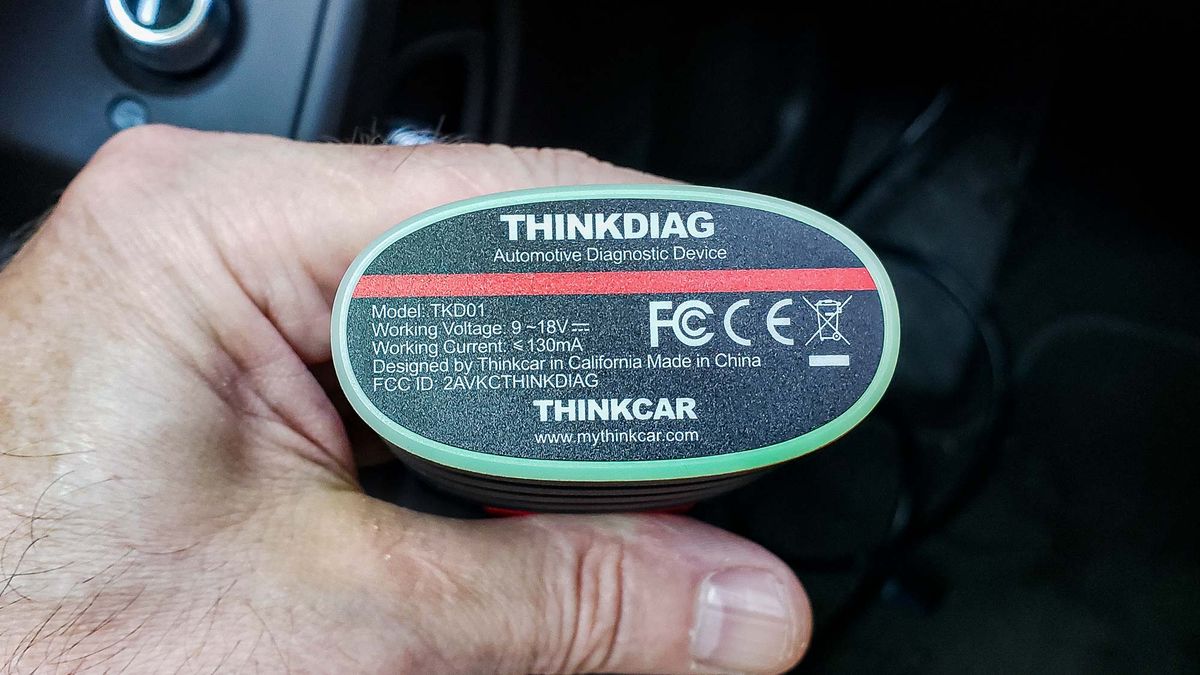 THINKDIAG
Automotive Diagnostic Device
Model: TKD01
Working Voltage: 9 ~18V⎓
Working Current: ≤ 130mA
Designed by Thinkcar in California Made in China
FCC ID: 2AVKCTHINKDIAG
FCC CE
THINKCAR
www.mythinkcar.com